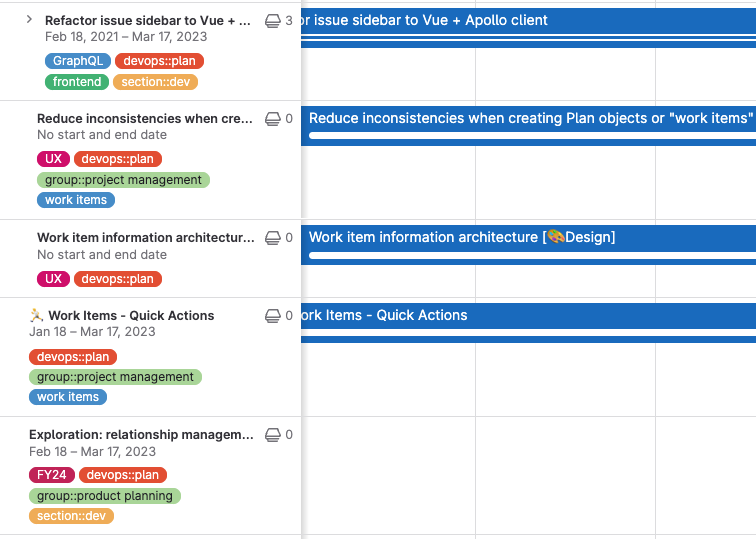 Refactor issue sidebar to Vue + ... 3
Feb 18, 2021 – Mar 17, 2023
GraphQL devops::plan
frontend section::dev
or issue sidebar to Vue + Apollo client
Reduce inconsistencies when cre... 0
No start and end date
UX devops::plan
group::project management
work items
Reduce inconsistencies when creating Plan objects or "work items"
Work item information architectur... 0
No start and end date
UX devops::plan
Work item information architecture [🎨Design]
🏃 Work Items - Quick Actions 0
Jan 18 – Mar 17, 2023
devops::plan
group::project management
work items
ork Items - Quick Actions
Exploration: relationship managem... 0
Feb 18 – Mar 17, 2023
FY24 devops::plan
group::product planning
section::dev